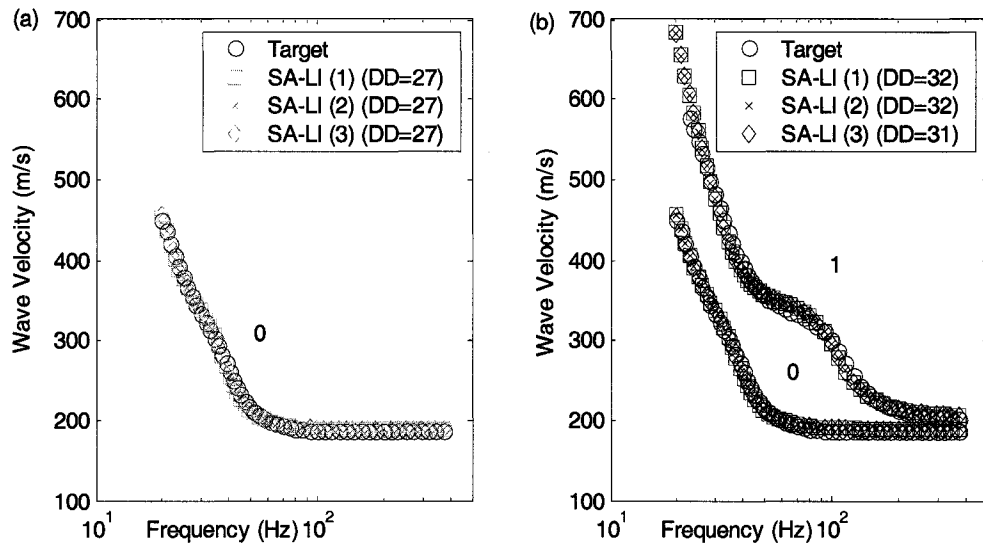 (a)
700
600
500
400
300
200
100
Wave Velocity (m/s)
Target
SA-LI (1) (DD=27)
SA-LI (2) (DD=27)
SA-LI (3) (DD=27)
0
10^1
Frequency (Hz)
10^2
(b)
700
600
500
400
300
200
100
Wave Velocity (m/s)
Target
SA-LI (1) (DD=32)
SA-LI (2) (DD=32)
SA-LI (3) (DD=31)
1
0
10^1
Frequency (Hz)
10^2